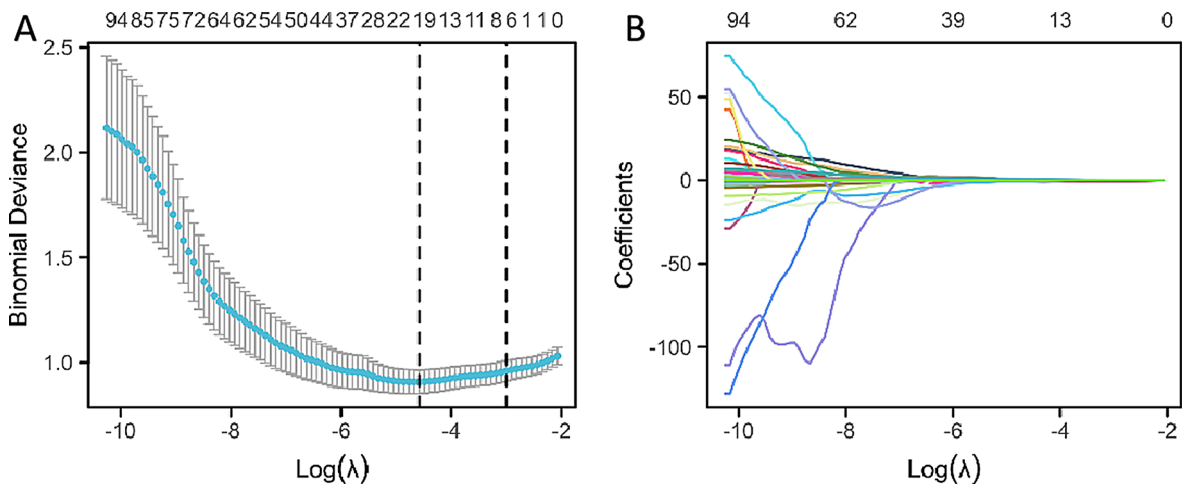 A
94 85 75 72 64 62 54 50 44 37 28 22 19 13 11 8 6 1 1 0
2.5
2.0
1.5
1.0
Binomial Deviance
-10 -8 -6 -4 -2
Log(λ)
B
94 62 39 13 0
50
0
-50
-100
Coefficients
-10 -8 -6 -4 -2
Log(λ)